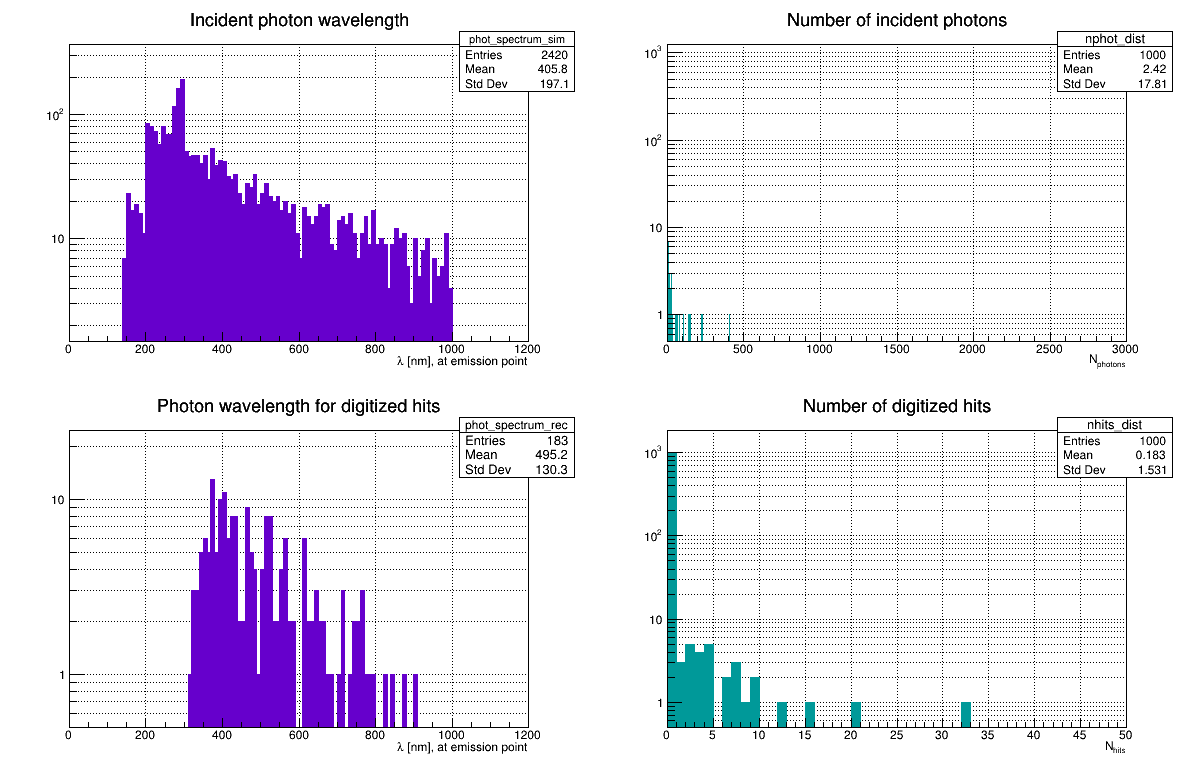 Incident photon wavelength
phot_spectrum_sim
Entries 2420
Mean 405.8
Std Dev 197.1
10²
10
0 200 400 600 800 1000 1200
λ [nm], at emission point
Number of incident photons
nphot_dist
Entries 1000
Mean 2.42
Std Dev 17.81
10³
10²
10
1
0 500 1000 1500 2000 2500 3000
N_photons
Photon wavelength for digitized hits
phot_spectrum_rec
Entries 183
Mean 495.2
Std Dev 130.3
10
1
0 200 400 600 800 1000 1200
λ [nm], at emission point
Number of digitized hits
nhits_dist
Entries 1000
Mean 0.183
Std Dev 1.531
10³
10²
10
1
0 5 10 15 20 25 30 35 40 45 50
N_hits